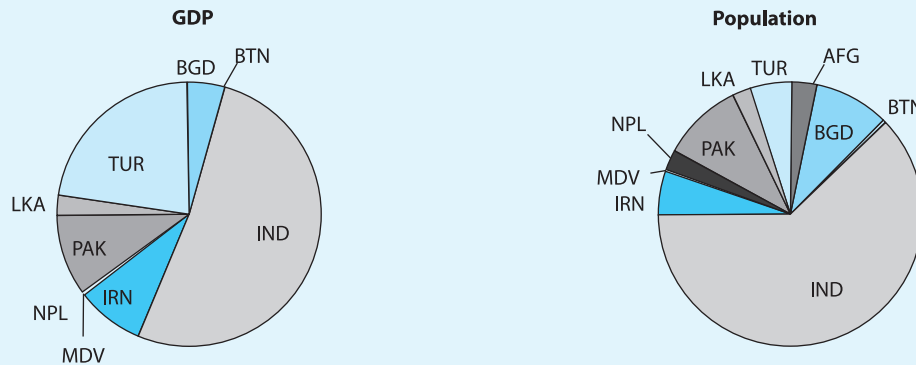 GDP
BGD
BTN
TUR
LKA
IND
PAK
IRN
NPL
MDV
Population
TUR
AFG
LKA
BTN
NPL
PAK
BGD
MDV
IRN
IND